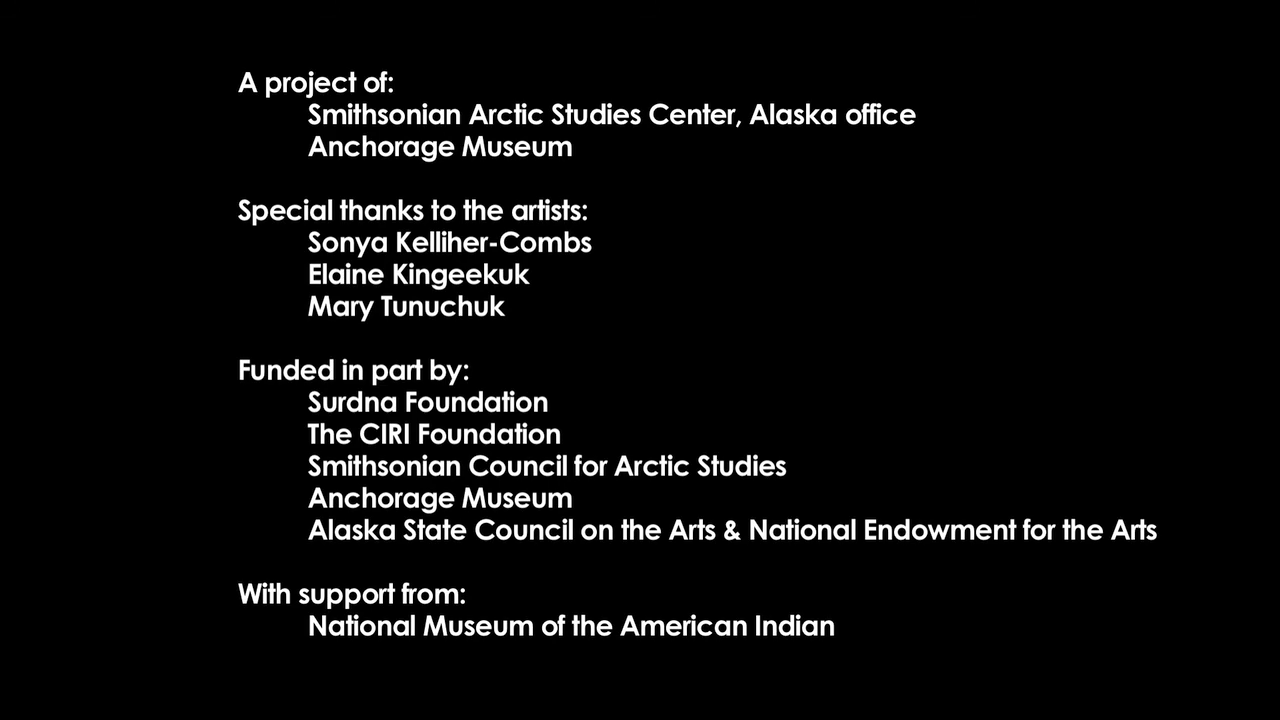 A project of:
Smithsonian Arctic Studies Center, Alaska office
Anchorage Museum
Special thanks to the artists:
Sonya Kelliher-Combs
Elaine Kingeekuk
Mary Tunuchuk
Funded in part by:
Surdna Foundation
The CIRI Foundation
Smithsonian Council for Arctic Studies
Anchorage Museum
Alaska State Council on the Arts & National Endowment for the Arts
With support from:
National Museum of the American Indian